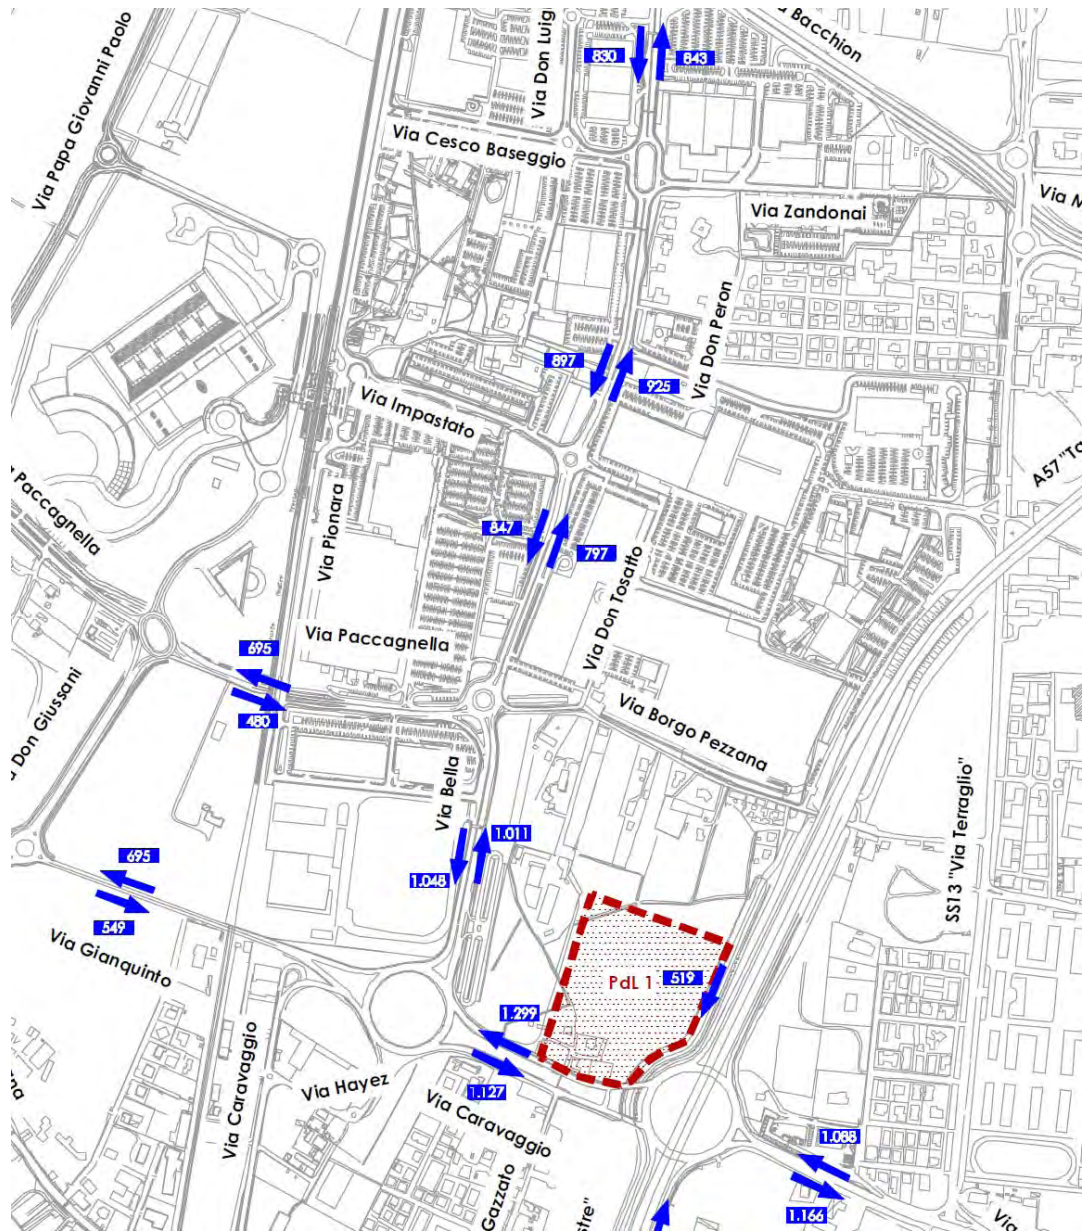 Via Papa Giovanni Paolo
Via Don Luig
830
843
a Bacchion
Via Cesco Baseggio
Via M
Via Zandonai
Via Don Peron
897
925
Via Impastato
A57 "Ta
Paccagnella
Via Pionara
847
797
Via Don Tosatto
Via Paccagnella
695
480
a Don Giussani
Via Borgo Pezzana
Via Bella
SS13 "Via Terraglio"
1.011
1.048
695
549
Via Gianquinto
PdL 1
519
1.299
1.127
Via Caravaggio
Via Hayez
Via Caravaggio
1.088
1.166
Gazzato
stre"
Via
na